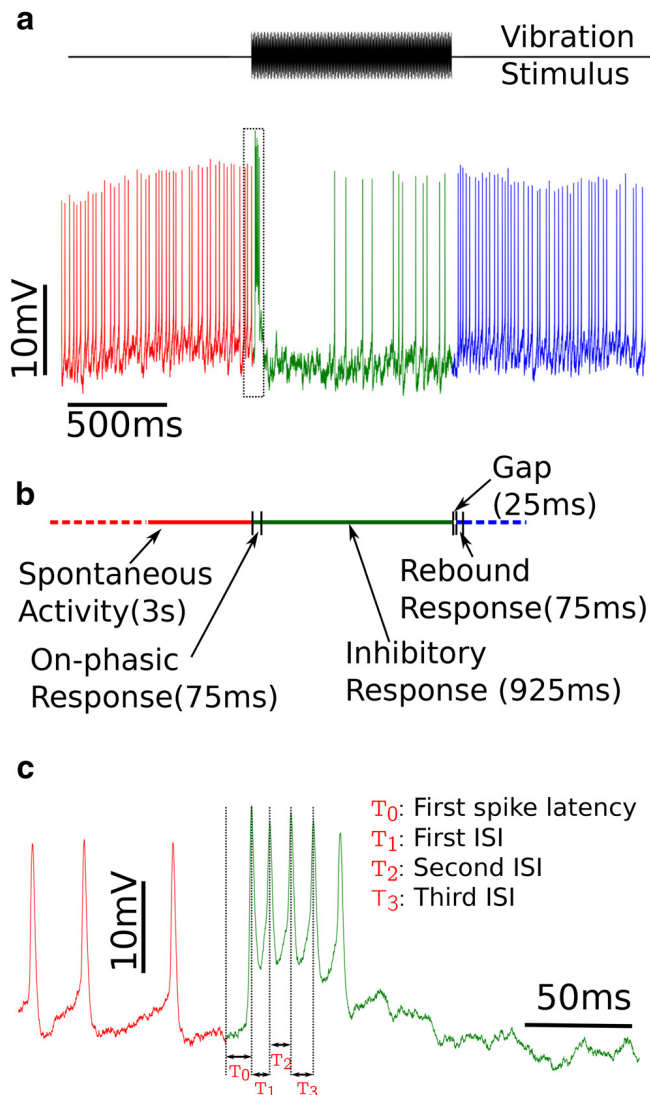 a
Vibration
Stimulus
10mV
500ms
b
Gap
(25ms)
Spontaneous
Activity(3s)
Rebound
Response(75ms)
On-phasic
Response(75ms)
Inhibitory
Response (925ms)
c
T0: First spike latency
T1: First ISI
T2: Second ISI
T3: Third ISI
10mV
50ms
T0
T1
T2
T3